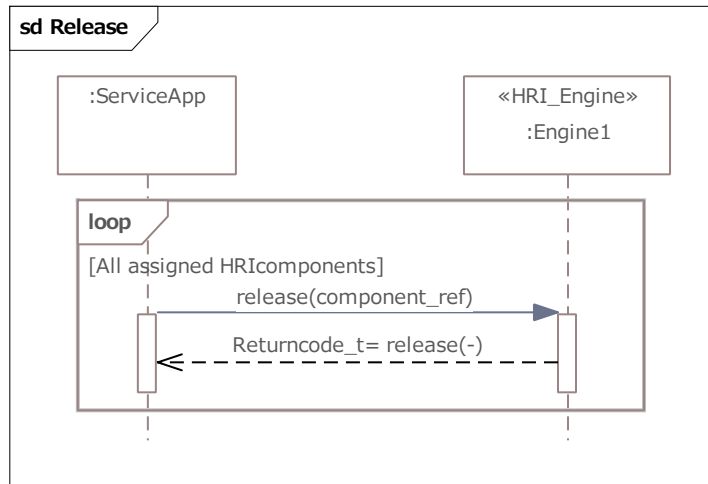 sd Release
:ServiceApp
«HRI_Engine»
:Engine1
loop
[All assigned HRIcomponents]
release(component_ref)
Returncode_t= release(-)